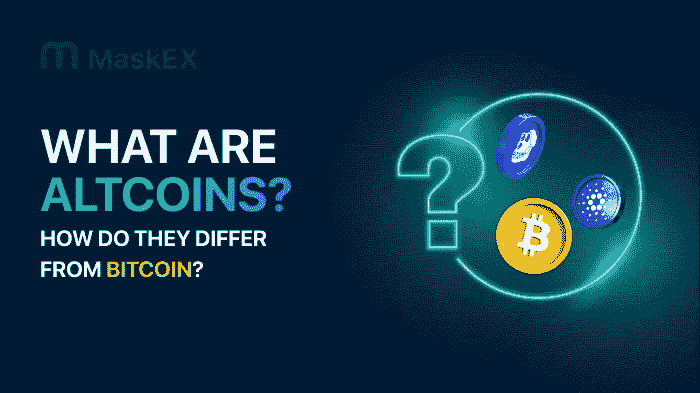 MaskEX
WHAT ARE
ALTCOINS?
HOW DO THEY DIFFER
FROM BITCOIN?